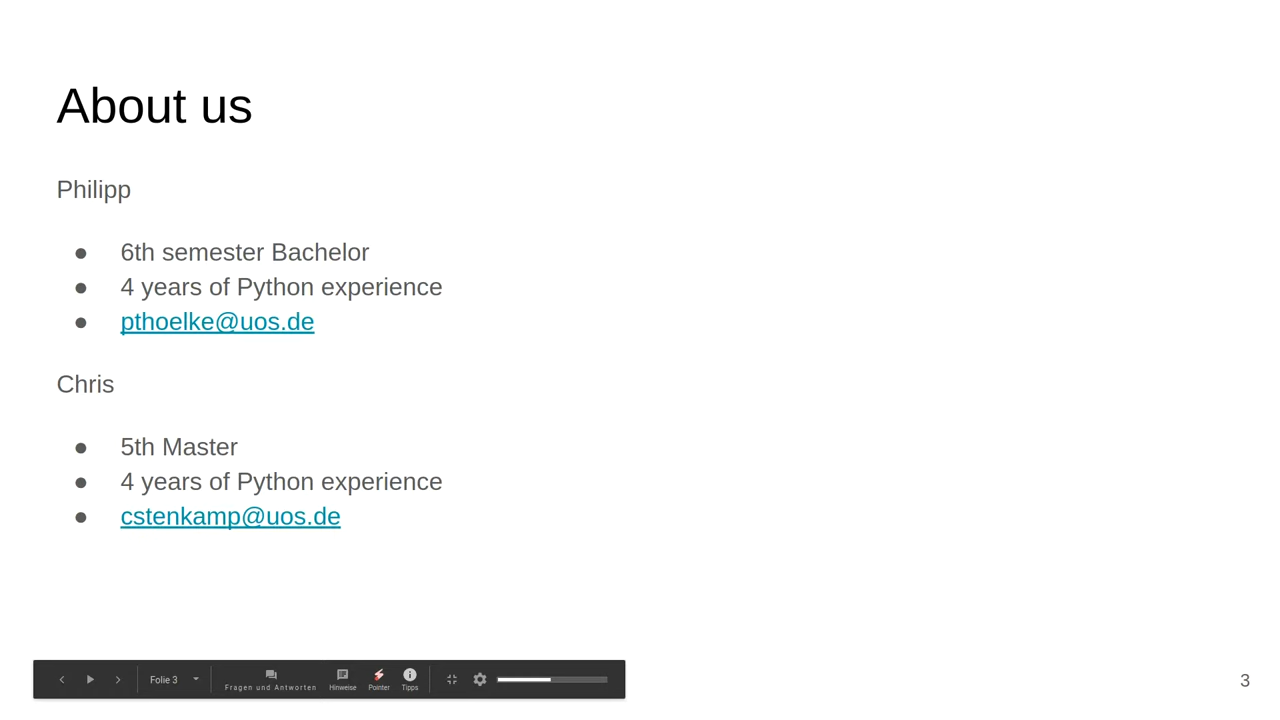 About us
Philipp
● 6th semester Bachelor
● 4 years of Python experience
● pthoelke@uos.de
Chris
● 5th Master
● 4 years of Python experience
● cstenkamp@uos.de
Folie 3
Fragen und Antworten
Hinweise
Pointer
Tipps
3